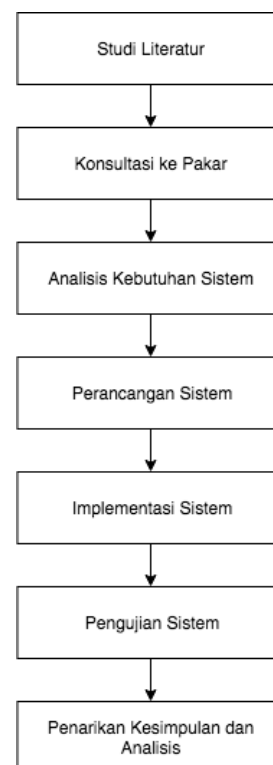 Studi Literatur
Konsultasi ke Pakar
Analisis Kebutuhan Sistem
Perancangan Sistem
Implementasi Sistem
Pengujian Sistem
Penarikan Kesimpulan dan
Analisis